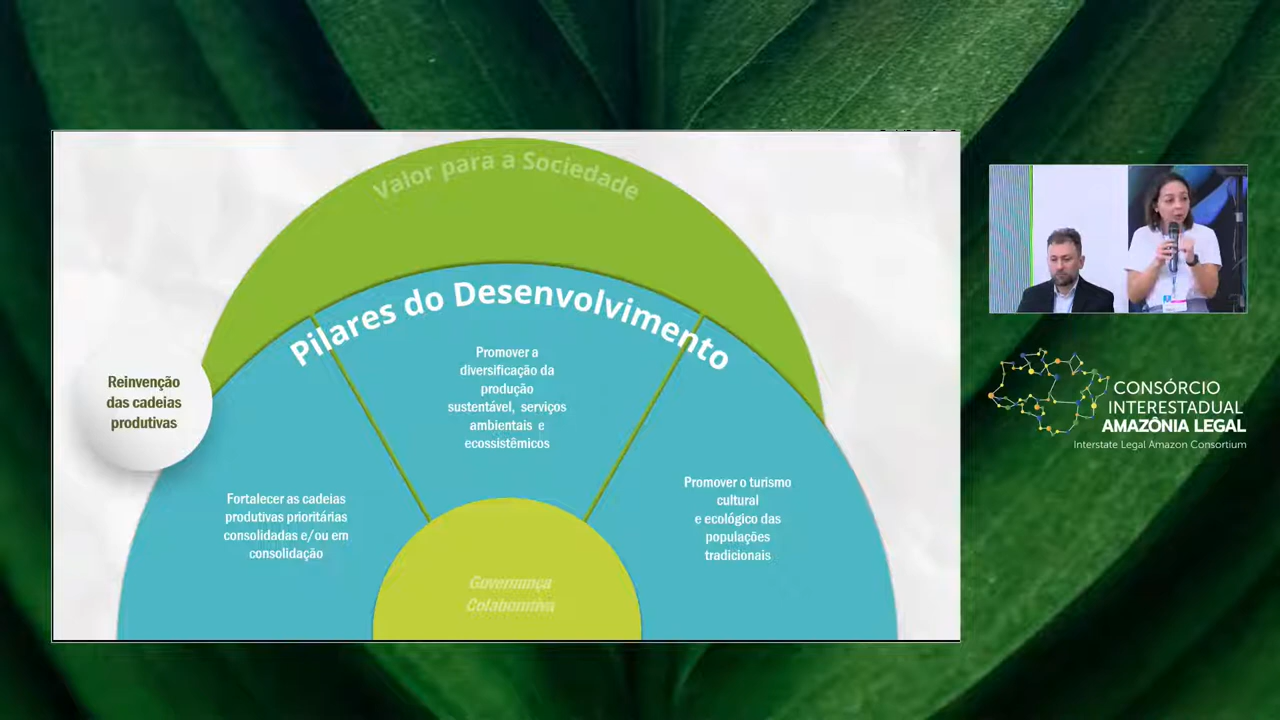 Valor para a Sociedade
Pilares do Desenvolvimento
Reinvenção
das cadeias
produtivas
Promover a
diversificação da
produção
sustentável, serviços
ambientais e
ecossistêmicos
Fortalecer as cadeias
produtivas prioritárias
consolidadas e/ou em
consolidação
Promover o turismo
cultural
e ecológico das
populações
tradicionais
Governança
Colaborativa
CONSÓRCIO
INTERESTADUAL
AMAZÔNIA LEGAL
Interstate Legal Amazon Consortium